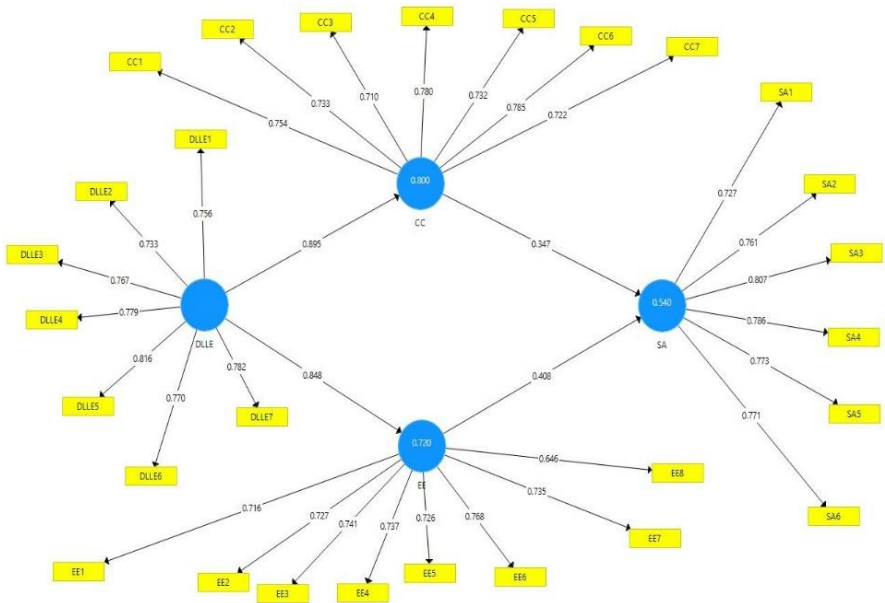 CC1
CC2
CC3
CC4
CC5
CC6
CC7
0.754
0.733
0.710
0.780
0.732
0.785
0.722
0.800
CC
DLLE1
DLLE2
DLLE3
DLLE4
DLLE5
DLLE6
DLLE7
0.756
0.733
0.767
0.779
0.816
0.770
0.782
DLLE
0.895
0.848
0.347
0.408
SA1
SA2
SA3
SA4
SA5
SA6
0.727
0.761
0.807
0.786
0.773
0.771
0.540
SA
0.720
EE
0.716
0.727
0.741
0.737
0.726
0.768
0.735
0.646
EE1
EE2
EE3
EE4
EE5
EE6
EE7
EE8